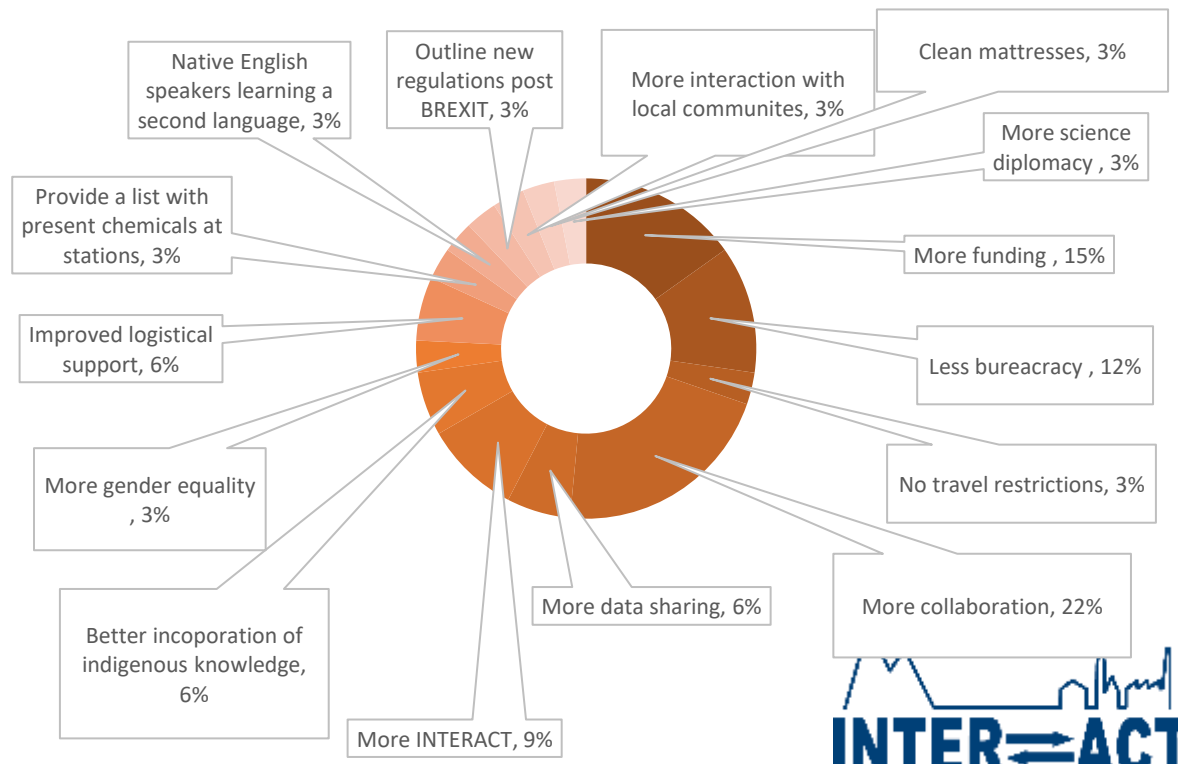 Clean mattresses, 3%
Outline new
regulations post
BREXIT, 3%
Native English
speakers learning a
second language, 3%
More interaction with
local communites, 3%
More science
diplomacy , 3%
Provide a list with
present chemicals at
stations, 3%
More funding , 15%
Improved logistical
support, 6%
Less bureacracy , 12%
More gender equality
, 3%
No travel restrictions, 3%
More data sharing, 6%
More collaboration, 22%
Better incoporation of
indigenous knowledge,
6%
More INTERACT, 9%
INTER ACT